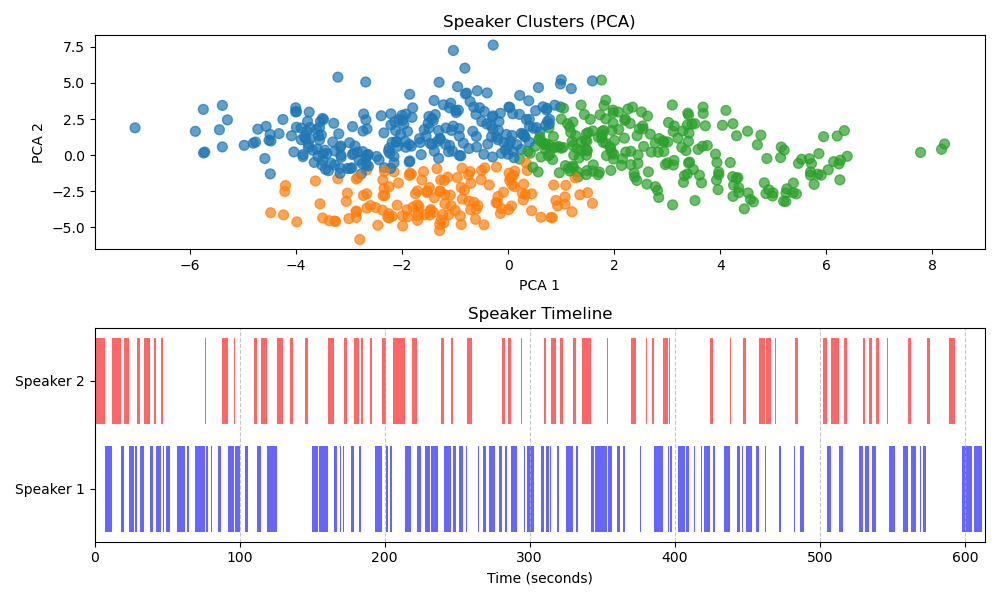 Speaker Clusters (PCA)
7.5
5.0
2.5
0.0
−2.5
−5.0
PCA 2
−6 −4 −2 0 2 4 6 8
PCA 1
Speaker Timeline
Speaker 2
Speaker 1
0 100 200 300 400 500 600
Time (seconds)